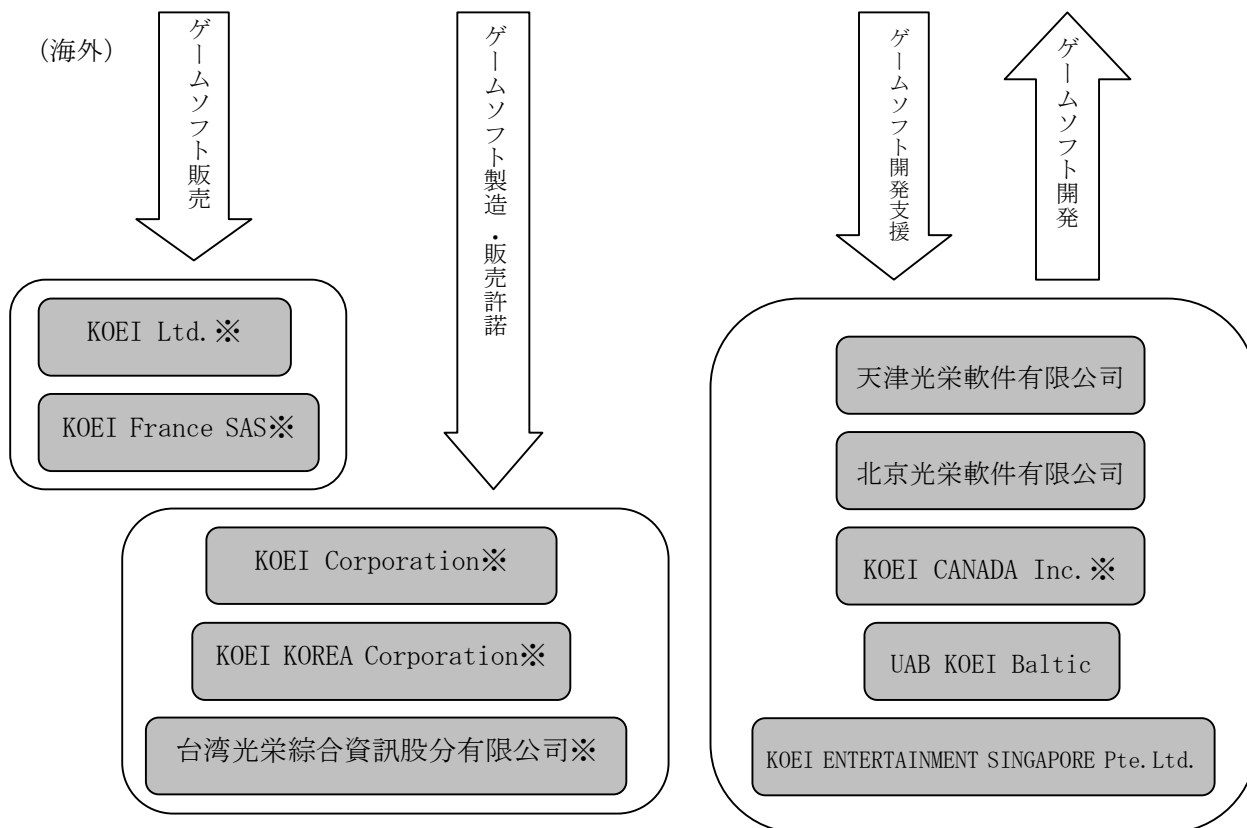 (海外)
ゲームソフト販売
ゲームソフト製造・販売許諾
ゲームソフト開発支援
ゲームソフト開発
KOEI Ltd.※
KOEI France SAS※
KOEI Corporation※
KOEI KOREA Corporation※
台湾光栄綜合資訊股分有限公司※
天津光栄軟件有限公司
北京光栄軟件有限公司
KOEI CANADA Inc.※
UAB KOEI Baltic
KOEI ENTERTAINMENT SINGAPORE Pte.Ltd.